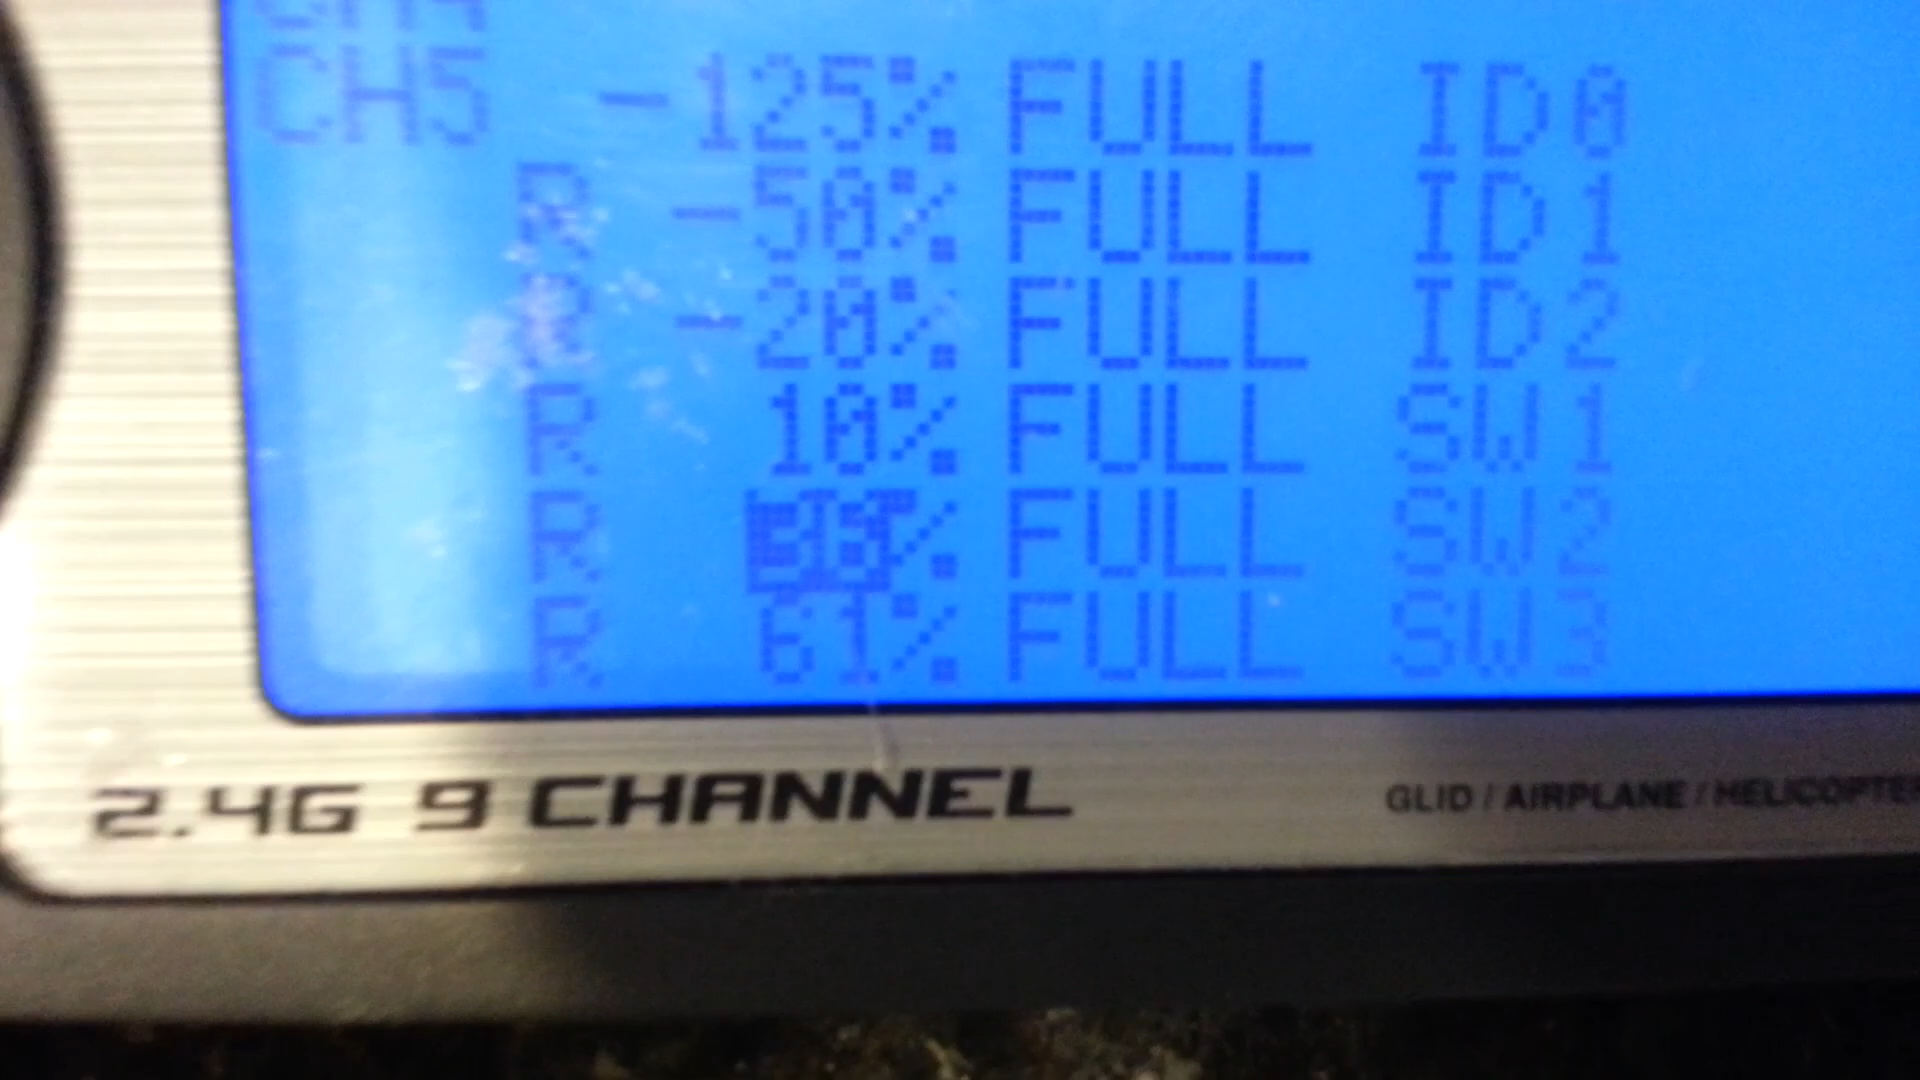 CH5 -125% FULL ID0
R -50% FULL ID1
R -20% FULL ID2
R 10% FULL SW1
R % FULL SW2
R 61% FULL SW3
2.4G 9 CHANNEL
GLID / AIRPLANE / HELICOPTE